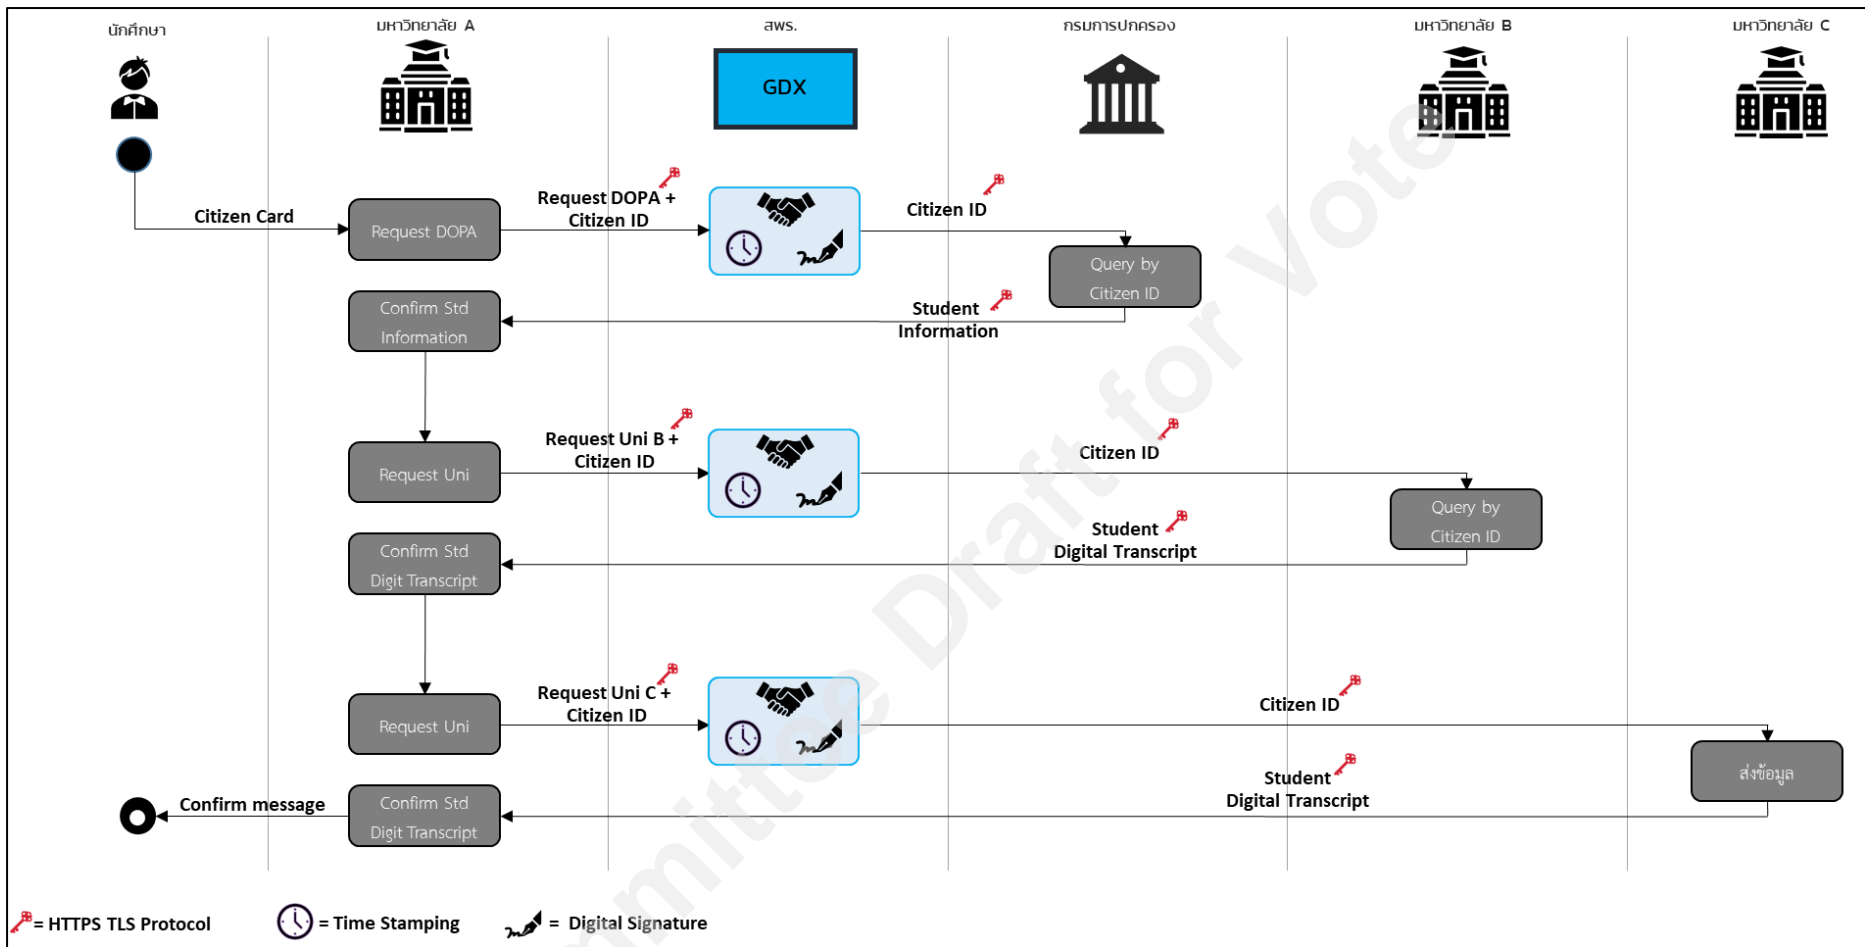 นักศึกษา
มหาวิทยาลัย A
สพร.
กรมการปกครอง
มหาวิทยาลัย B
มหาวิทยาลัย C
GDX
Citizen Card
Request DOPA
Request DOPA +
Citizen ID
Citizen ID
Query by
Citizen ID
Confirm Std
Information
Student
Information
Request Uni
Request Uni B +
Citizen ID
Citizen ID
Query by
Citizen ID
Confirm Std
Digit Transcript
Student
Digital Transcript
Request Uni
Request Uni C +
Citizen ID
Citizen ID
ส่งข้อมูล
Confirm message
Confirm Std
Digit Transcript
Student
Digital Transcript
= HTTPS TLS Protocol
= Time Stamping
= Digital Signature
mmittee Draft for Vote